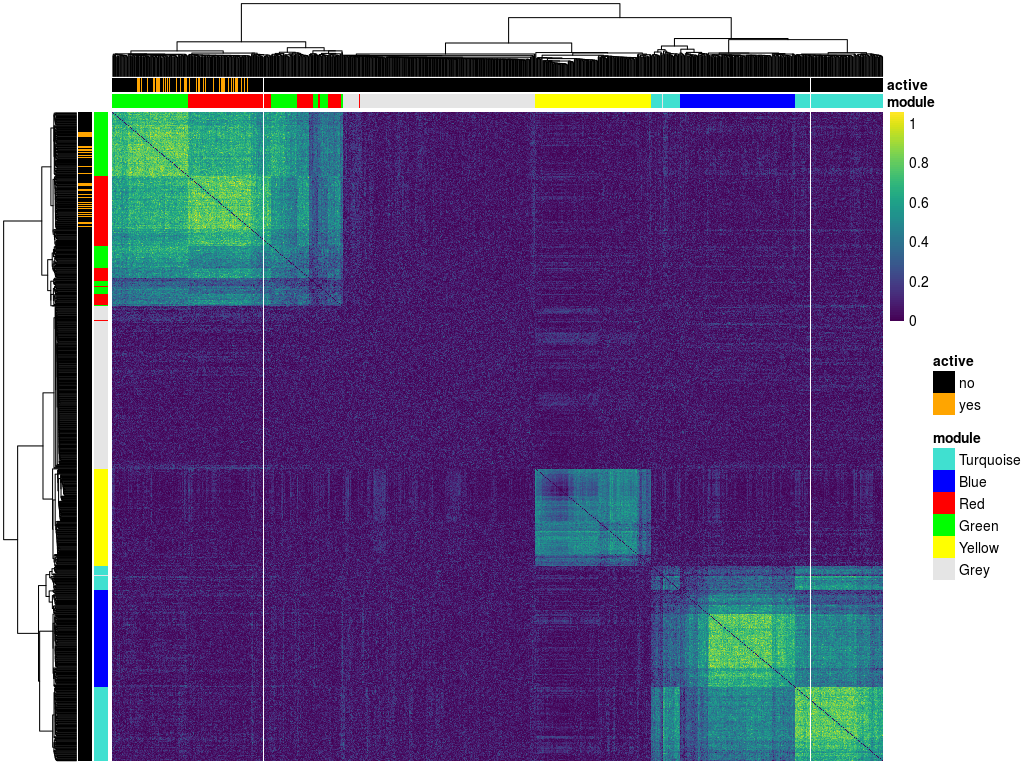 active
module
1
0.8
0.6
0.4
0.2
0
active
no
yes
module
Turquoise
Blue
Red
Green
Yellow
Grey